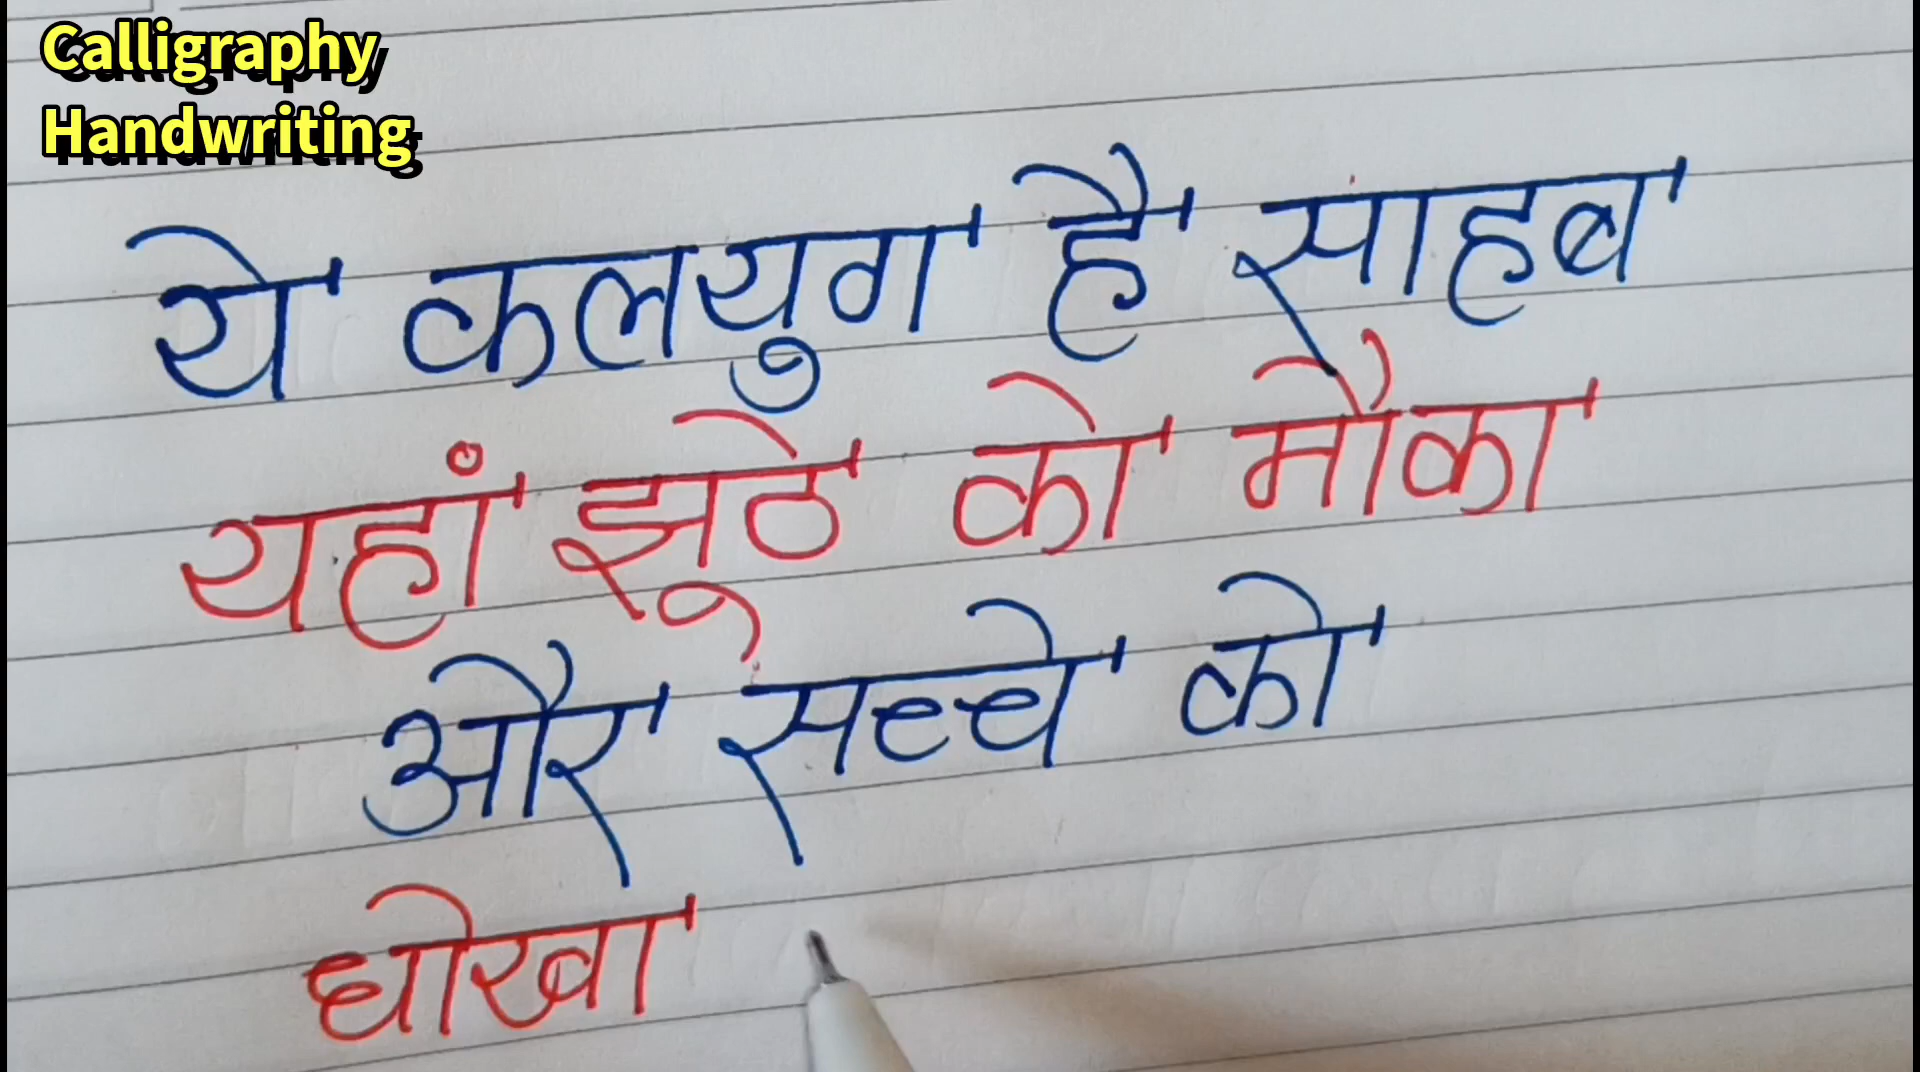 Calligraphy
Handwriting
ये कलयुग है साहब
यहां झूठे को मौका
और सच्चे को
धोखा